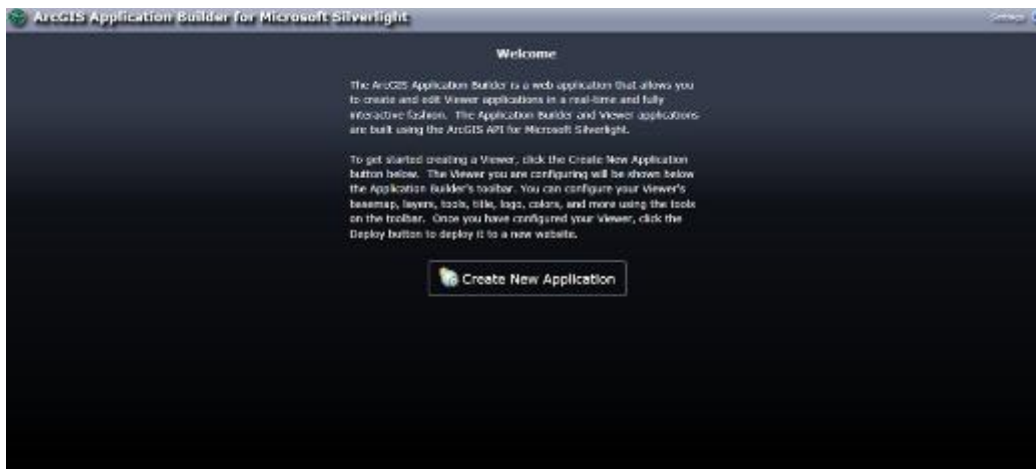 ArcGIS Application Builder for Microsoft Silverlight
Settings
Welcome
The ArcGIS Application Builder is a web application that allows you
to create and edit Viewer applications in a real-time and fully
interactive fashion. The Application Builder and Viewer applications
are built using the ArcGIS API for Microsoft Silverlight.
To get started creating a Viewer, click the Create New Application
button below. The Viewer you are configuring will be shown below
the Application Builder's toolbar. You can configure your Viewer's
basemap, layers, tools, title, logo, colors, and more using the tools
on the toolbar. Once you have configured your Viewer, click the
Deploy button to deploy it to a new website.
Create New Application